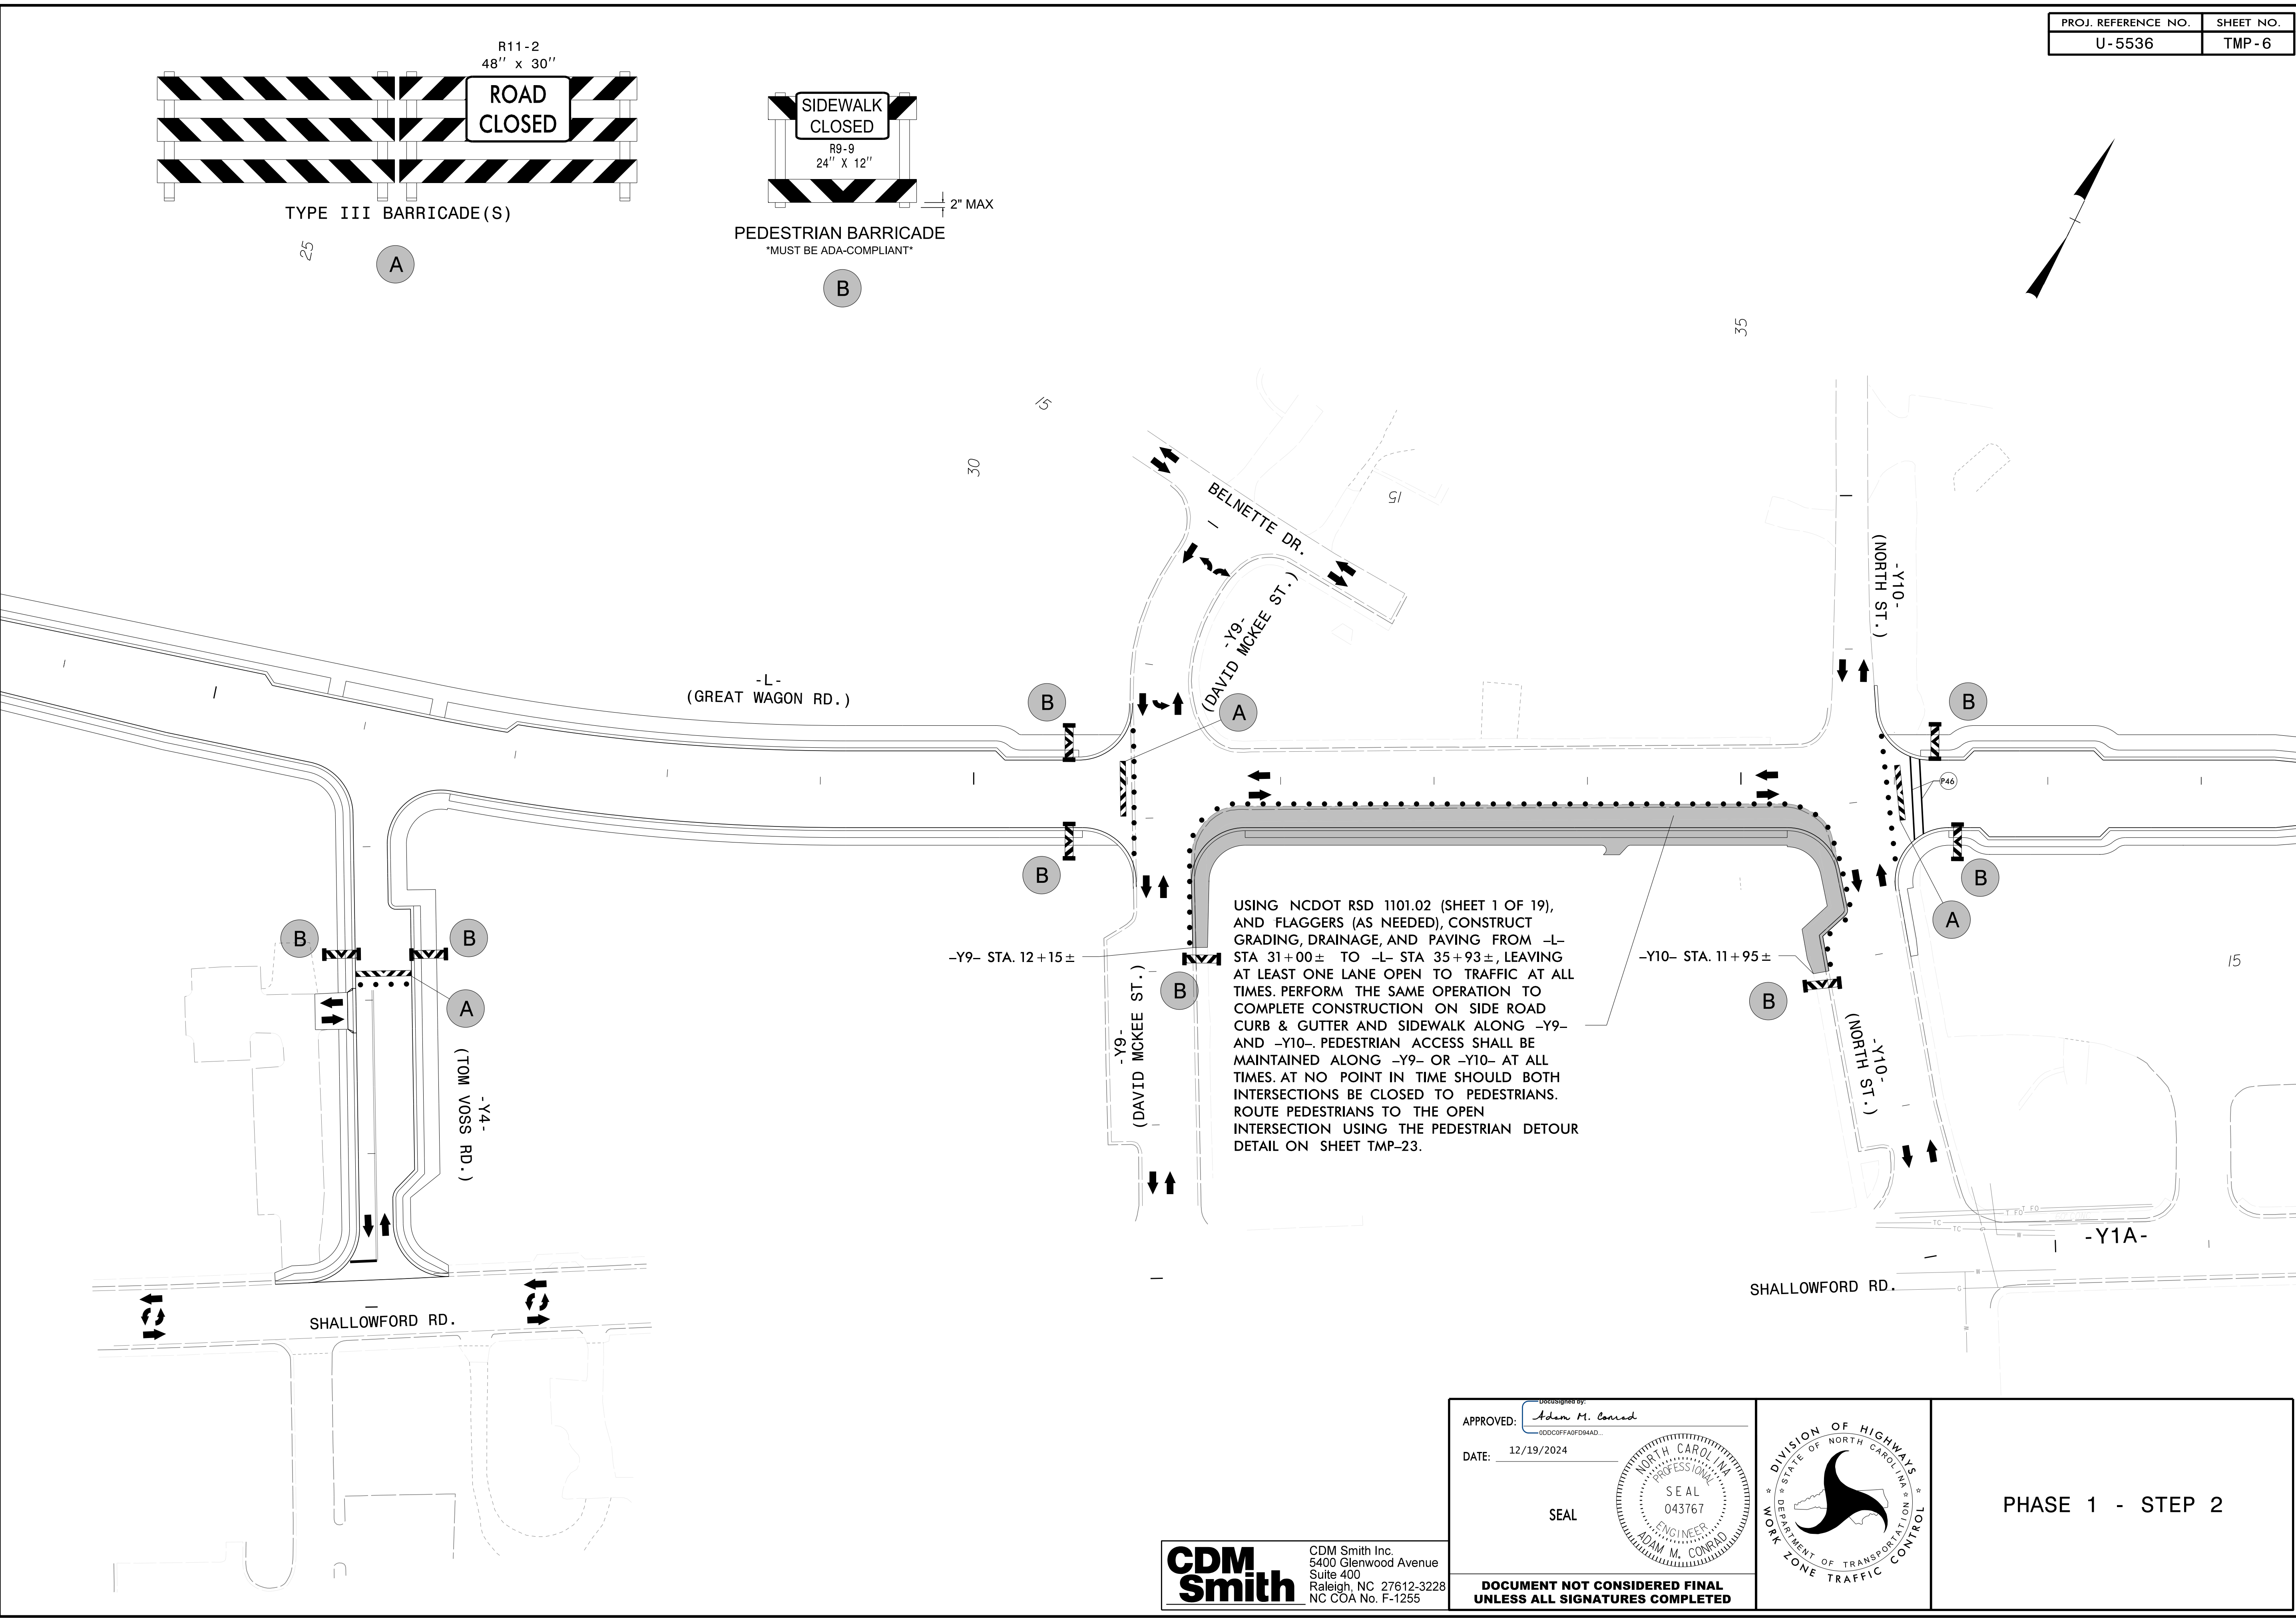 PROJ. REFERENCE NO.
SHEET NO.
U-5536
TMP-6
R11-2
48'' x 30''
ROAD
CLOSED
TYPE III BARRICADE(S)
A
SIDEWALK
CLOSED
R9-9
24'' X 12''
2" MAX
PEDESTRIAN BARRICADE
*MUST BE ADA-COMPLIANT*
B
25
35
15
30
15
BELNETTE DR.
-Y9-
(DAVID MCKEE ST.)
-Y10-
(NORTH ST.)
-L-
(GREAT WAGON RD.)
B
A
B
P46
B
B
B
B
A
A
-Y4-
(TOM VOSS RD.)
–Y9– STA. 12+15±
B
-Y9-
(DAVID MCKEE ST.)
USING NCDOT RSD 1101.02 (SHEET 1 OF 19),
AND FLAGGERS (AS NEEDED), CONSTRUCT
GRADING, DRAINAGE, AND PAVING FROM –L–
STA 31+00± TO –L– STA 35+93±, LEAVING
AT LEAST ONE LANE OPEN TO TRAFFIC AT ALL
TIMES. PERFORM THE SAME OPERATION TO
COMPLETE CONSTRUCTION ON SIDE ROAD
CURB & GUTTER AND SIDEWALK ALONG –Y9–
AND –Y10–. PEDESTRIAN ACCESS SHALL BE
MAINTAINED ALONG –Y9– OR –Y10– AT ALL
TIMES. AT NO POINT IN TIME SHOULD BOTH
INTERSECTIONS BE CLOSED TO PEDESTRIANS.
ROUTE PEDESTRIANS TO THE OPEN
INTERSECTION USING THE PEDESTRIAN DETOUR
DETAIL ON SHEET TMP–23.
–Y10– STA. 11+95±
B
B
-Y10-
(NORTH ST.)
15
T FO
T FO
TC
TC
TC
-Y1A-
SHALLOWFORD RD.
G
SHALLOWFORD RD.
APPROVED:
DocuSigned by:
Adam M. Conrad
0DDC0FFA0FD94AD...
DATE:
12/19/2024
SEAL
NORTH CAROLINA
PROFESSIONAL
SEAL
043767
ENGINEER
ADAM M. CONRAD
DOCUMENT NOT CONSIDERED FINAL
UNLESS ALL SIGNATURES COMPLETED
DIVISION OF HIGHWAYS
STATE OF NORTH CAROLINA
DEPARTMENT OF TRANSPORTATION
WORK ZONE TRAFFIC CONTROL
PHASE 1 - STEP 2
CDM
Smith
CDM Smith Inc.
5400 Glenwood Avenue
Suite 400
Raleigh, NC 27612-3228
NC COA No. F-1255